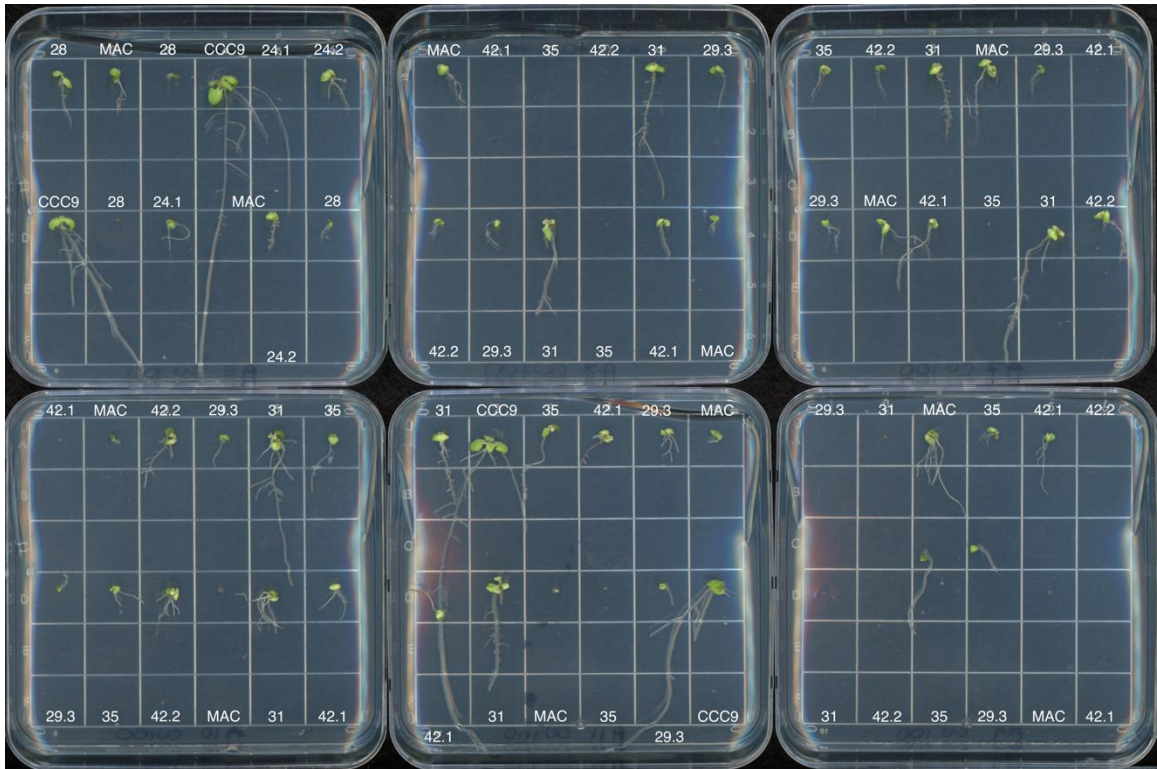 28 MAC 28 CCC9 24.1 24.2
CCC9 28 24.1 MAC 28
24.2
MAC 42.1 35 42.2 31 29.3
42.2 29.3 31 35 42.1 MAC
35 42.2 31 MAC 29.3 42.1
29.3 MAC 42.1 35 31 42.2
42.1 MAC 42.2 29.3 31 35
29.3 35 42.2 MAC 31 42.1
31 CCC9 35 42.1 29.3 MAC
31 MAC 35 CCC9
42.1 29.3
29.3 31 MAC 35 42.1 42.2
31 42.2 35 29.3 MAC 42.1